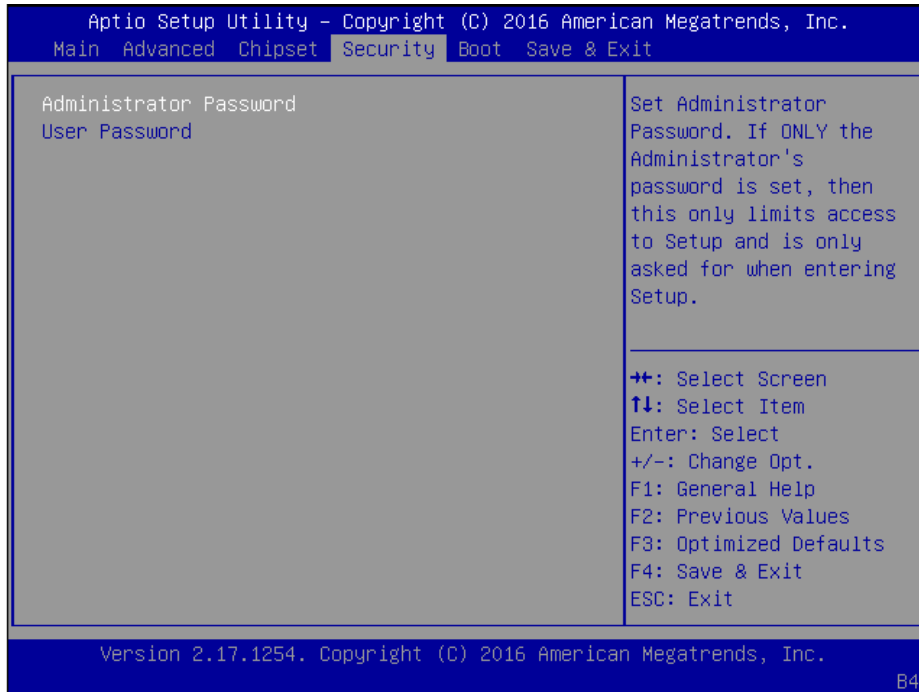 Aptio Setup Utility – Copyright (C) 2016 American Megatrends, Inc.
Main Advanced Chipset Security Boot Save & Exit
Administrator Password
User Password
Set Administrator
Password. If ONLY the
Administrator's
password is set, then
this only limits access
to Setup and is only
asked for when entering
Setup.
→←: Select Screen
↑↓: Select Item
Enter: Select
+/-: Change Opt.
F1: General Help
F2: Previous Values
F3: Optimized Defaults
F4: Save & Exit
ESC: Exit
Version 2.17.1254. Copyright (C) 2016 American Megatrends, Inc.
B4